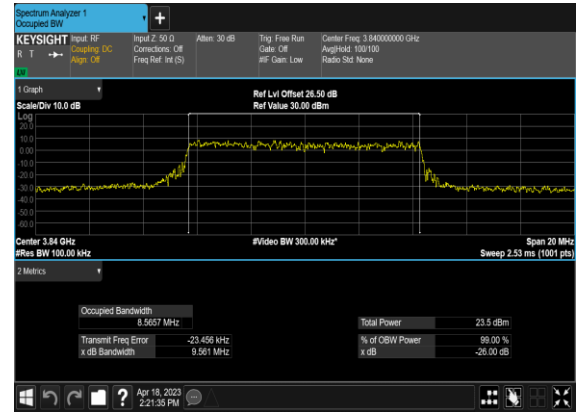 Spectrum Analyzer 1
Occupied BW
KEYSIGHT
R T
LW
Input: RF
Coupling: DC
Align: Off
Input Z: 50 Ω
Corrections: Off
Freq Ref: Int (S)
Atten: 30 dB
Trig: Free Run
Gate: Off
#IF Gain: Low
Center Freq: 3.840000000 GHz
Avg|Hold: 100/100
Radio Std: None
1 Graph
Scale/Div 10.0 dB
Ref Lvl Offset 26.50 dB
Ref Value 30.00 dBm
Log
20.0
10.0
0.00
-10.0
-20.0
-30.0
-40.0
-50.0
-60.0
Center 3.84 GHz
#Res BW 100.00 kHz
#Video BW 300.00 kHz*
Span 20 MHz
Sweep 2.53 ms (1001 pts)
2 Metrics
Occupied Bandwidth
8.5657 MHz
Total Power 23.5 dBm
Transmit Freq Error -23.456 kHz
% of OBW Power 99.00 %
x dB Bandwidth 9.561 MHz
x dB -26.00 dB
?
Apr 18, 2023
2:21:35 PM